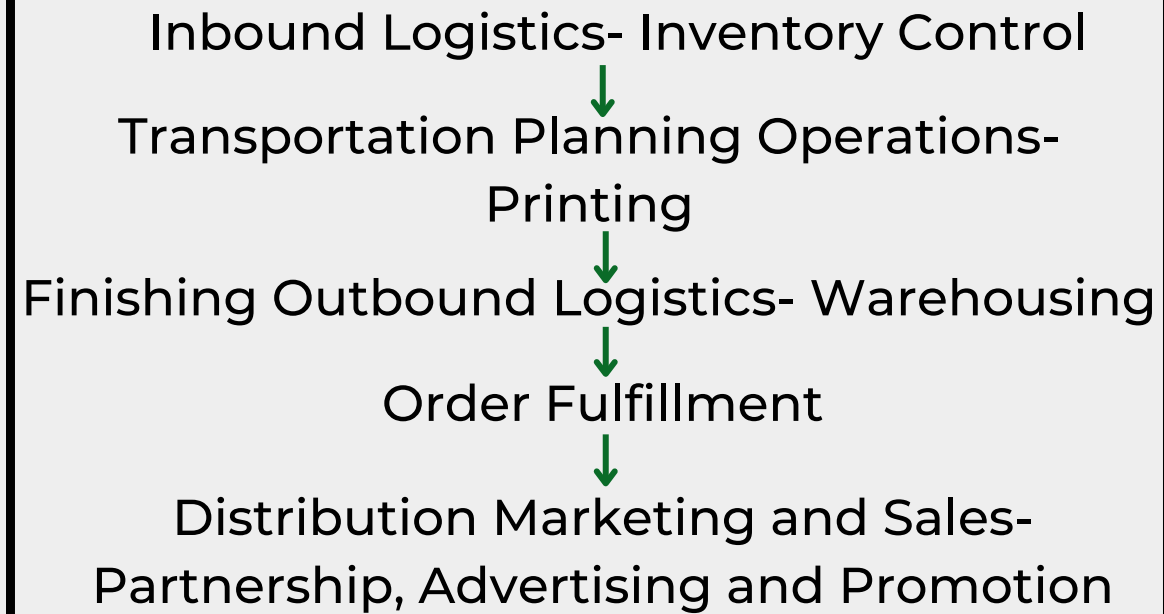 Inbound Logistics- Inventory Control
Transportation Planning Operations-
Printing
Finishing Outbound Logistics- Warehousing
Order Fulfillment
Distribution Marketing and Sales-
Partnership, Advertising and Promotion